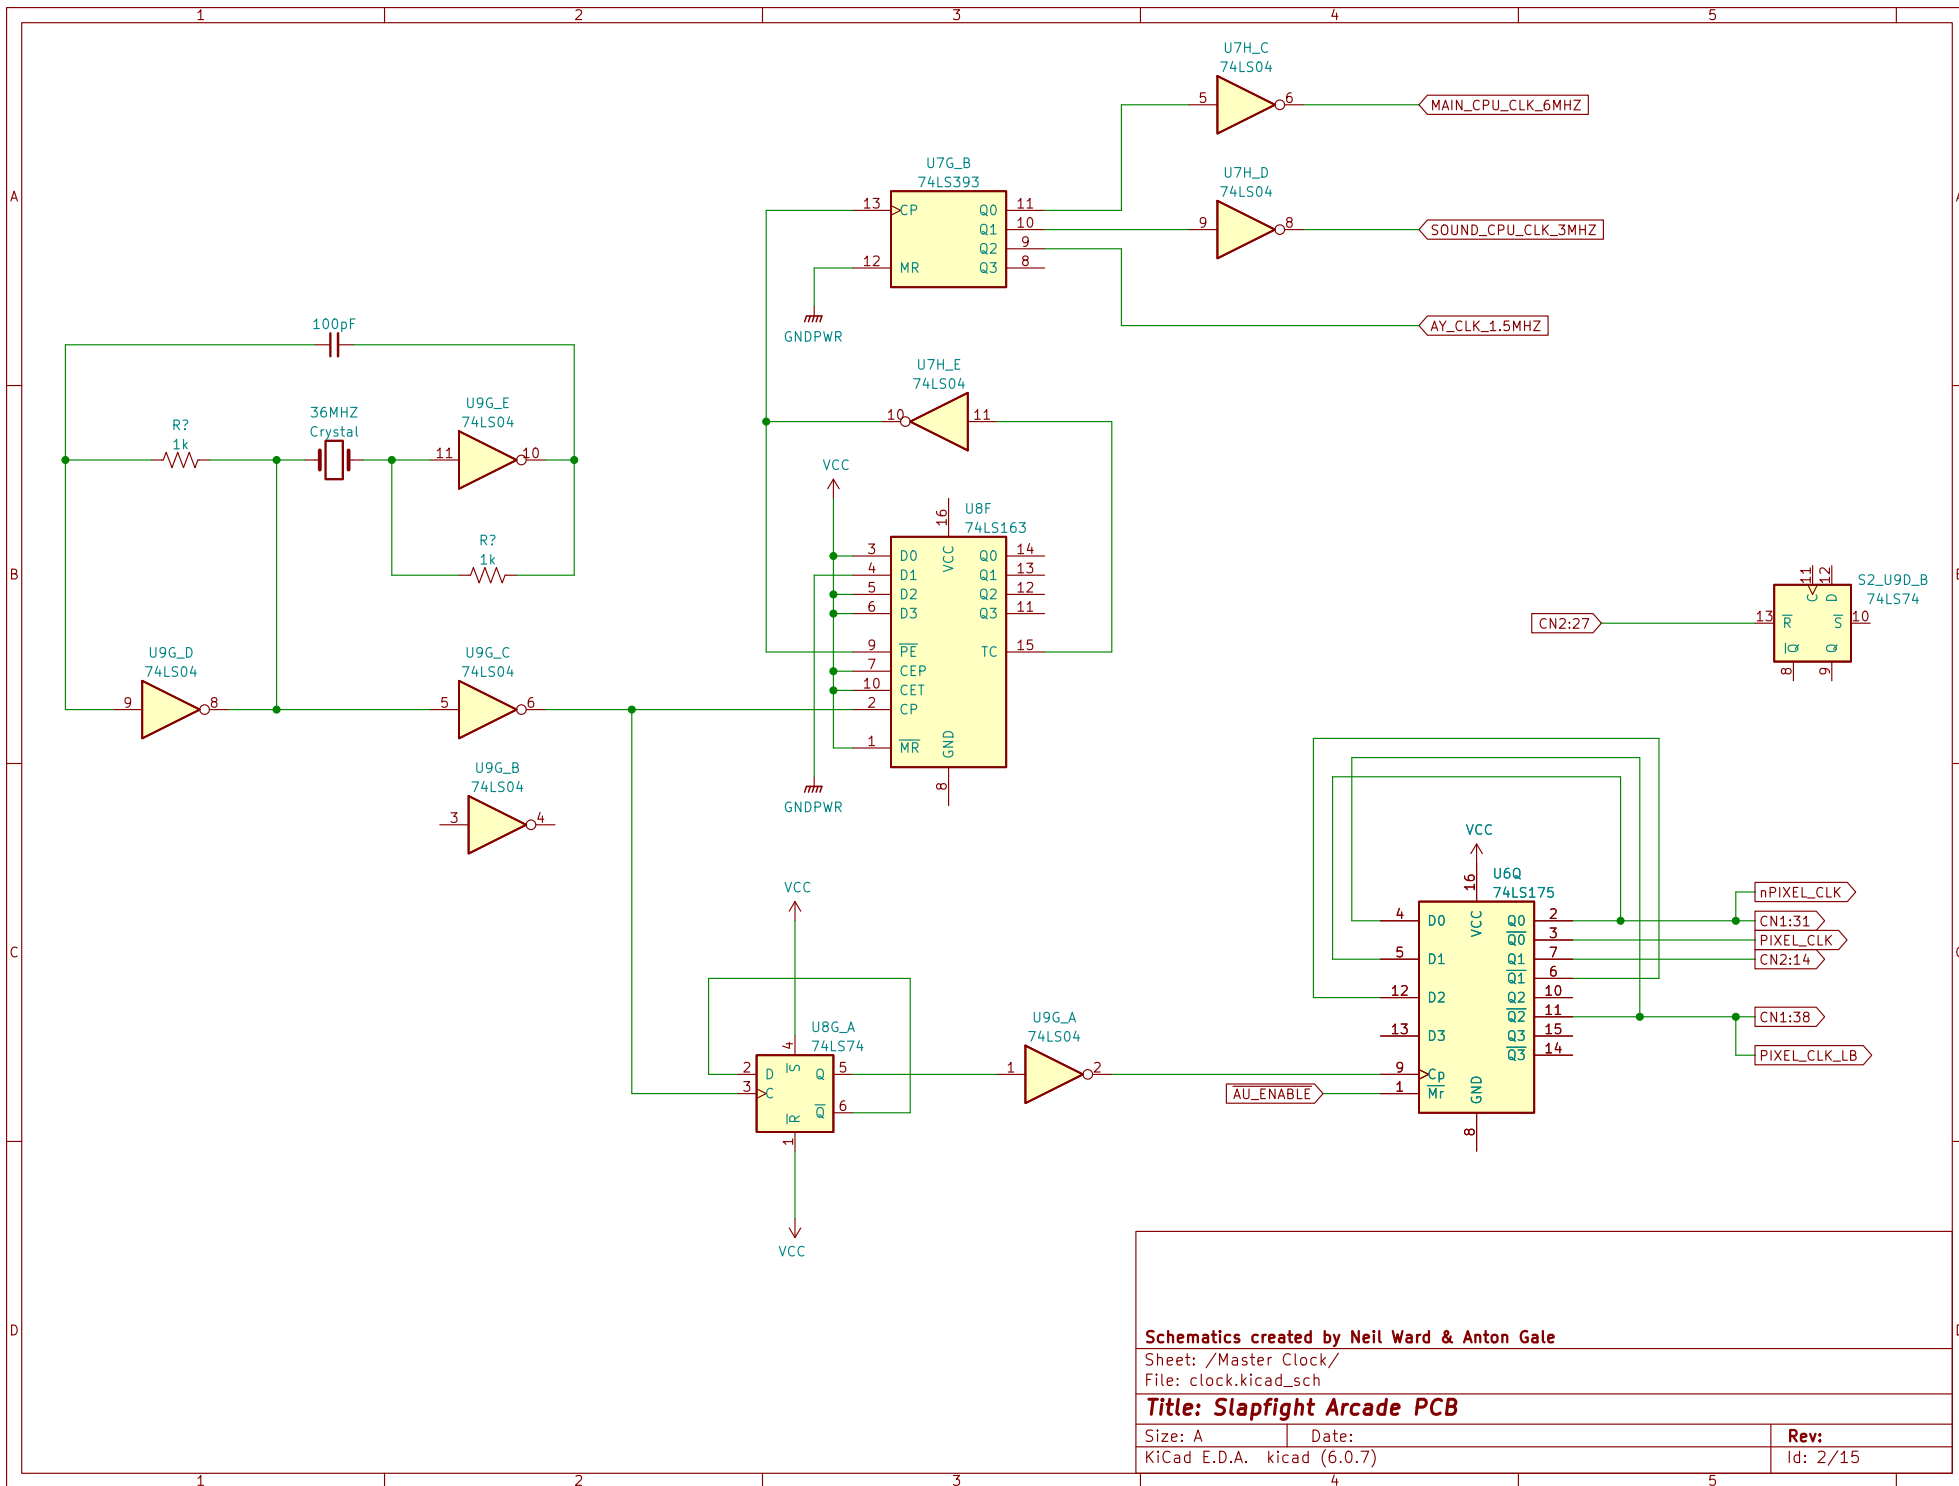 1 2 3 4 5
A
B
C
D
U7H_C
74LS04
5 6
MAIN_CPU_CLK_6MHZ
U7G_B
74LS393
13 CP Q0 11
Q1 10
Q2 9
12 MR Q3 8
GNDPWR
U7H_D
74LS04
9 8
SOUND_CPU_CLK_3MHZ
AY_CLK_1.5MHZ
100pF
R?
1k
36MHZ
Crystal
U9G_E
74LS04
11 10
R?
1k
U7H_E
74LS04
10 11
VCC
U8F
74LS163
16
VCC
3 D0 Q0 14
4 D1 Q1 13
5 D2 Q2 12
6 D3 Q3 11
9 PE TC 15
7 CEP
10 CET
2 CP
1 MR
GND
8
GNDPWR
U9G_D
74LS04
9 8
U9G_C
74LS04
5 6
U9G_B
74LS04
3 4
CN2:27
S2_U9D_B
74LS74
11 12
C D
13 R S 10
Q Q
8 9
VCC
U8G_A
74LS74
4
S
2 D Q 5
3 C
Q 6
R
1
VCC
U9G_A
74LS04
1 2
AU_ENABLE
VCC
U6Q
74LS175
16
VCC
4 D0 Q0 2
Q0 3
5 D1 Q1 7
Q1 6
12 D2 Q2 10
Q2 11
13 D3 Q3 15
Q3 14
9 Cp
1 Mr
GND
8
nPIXEL_CLK
CN1:31
PIXEL_CLK
CN2:14
CN1:38
PIXEL_CLK_LB
Schematics created by Neil Ward & Anton Gale
Sheet: /Master Clock/
File: clock.kicad_sch
Title: Slapfight Arcade PCB
Size: A Date: Rev:
KiCad E.D.A. kicad (6.0.7) Id: 2/15
1 2 3 4 5